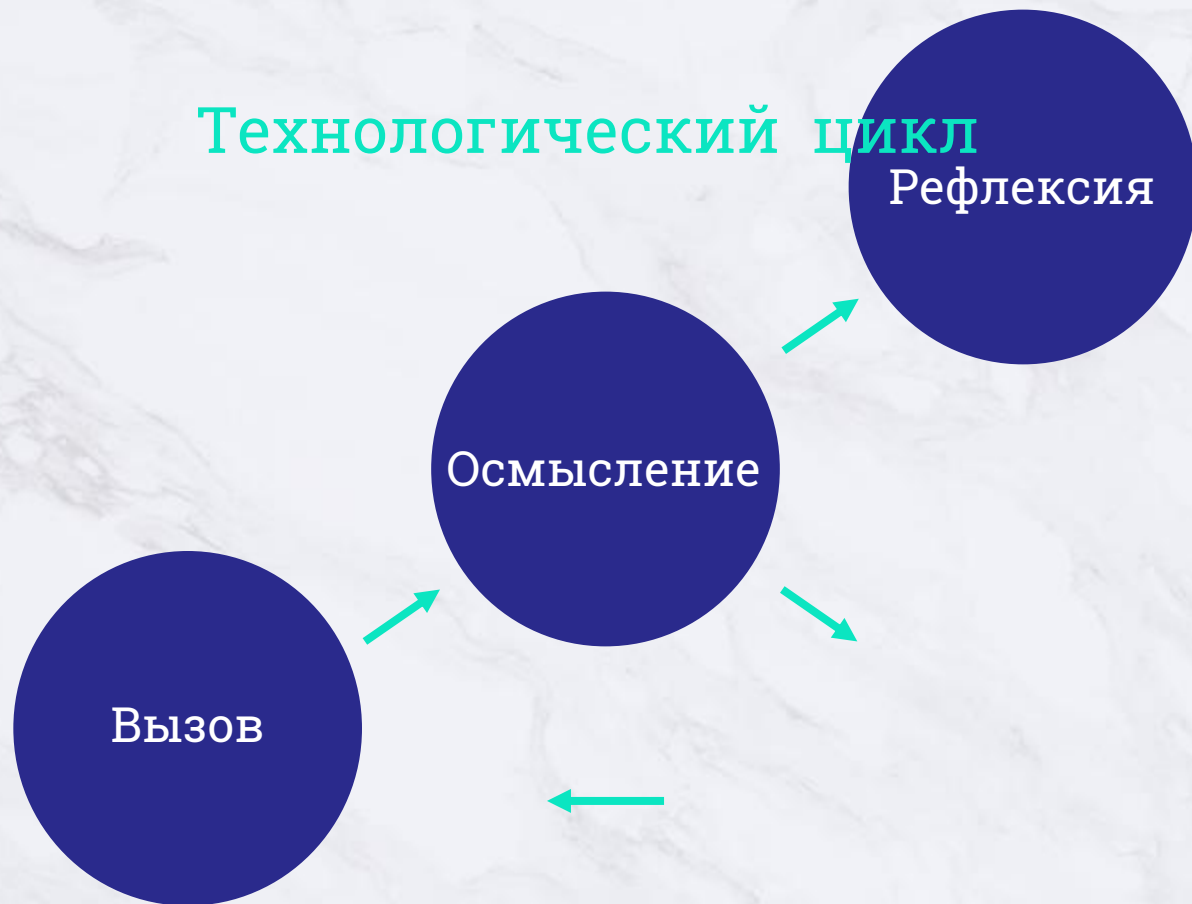 Технологический цикл
Рефлексия
Осмысление
Вызов